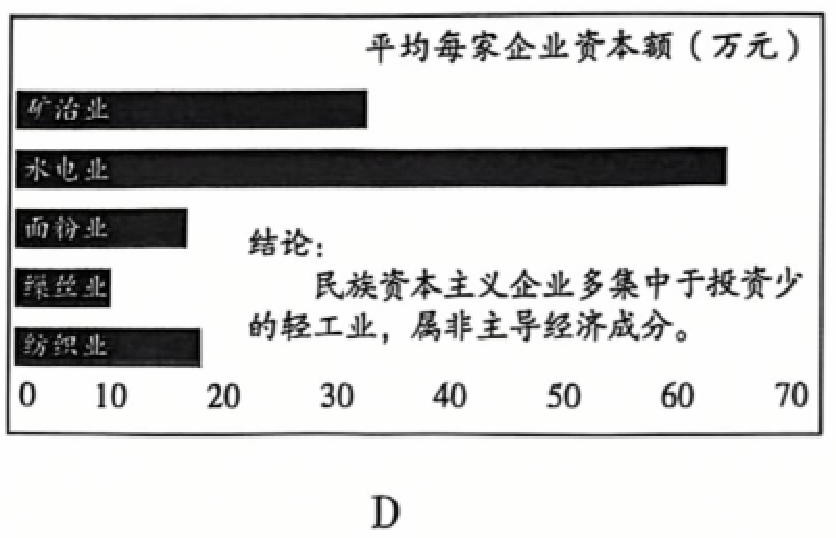 平均每家企业资本额（万元）
矿冶业
水电业
面粉业
缫丝业
纺织业
结论：
民族资本主义企业多集中于投资少
的轻工业，属非主导经济成分。
0 10 20 30 40 50 60 70
D